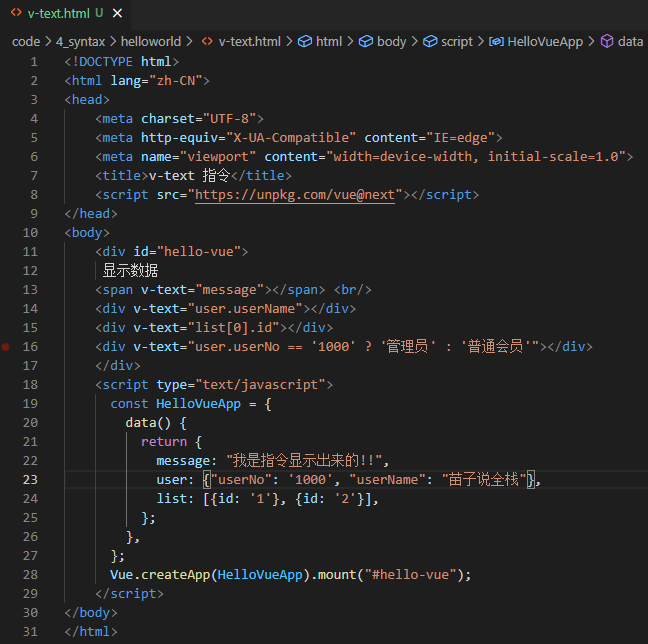 v-text.html U
code > 4_syntax > helloworld > v-text.html > html > body > script > HelloVueApp > data
1 <!DOCTYPE html>
2 <html lang="zh-CN">
3 <head>
4     <meta charset="UTF-8">
5     <meta http-equiv="X-UA-Compatible" content="IE=edge">
6     <meta name="viewport" content="width=device-width, initial-scale=1.0">
7     <title>v-text 指令</title>
8     <script src="https://unpkg.com/vue@next"></script>
9 </head>
10 <body>
11     <div id="hello-vue">
12      显示数据
13     <span v-text="message"></span> <br/>
14     <div v-text="user.userName"></div>
15     <div v-text="list[0].id"></div>
16     <div v-text="user.userNo == '1000' ? '管理员' : '普通会员'"></div>
17     </div>
18     <script type="text/javascript">
19       const HelloVueApp = {
20         data() {
21           return {
22             message: "我是指令显示出来的!!",
23             user: {"userNo": '1000', "userName": "苗子说全栈"},
24             list: [{id: '1'}, {id: '2'}],
25           };
26         },
27       };
28       Vue.createApp(HelloVueApp).mount("#hello-vue");
29     </script>
30 </body>
31 </html>